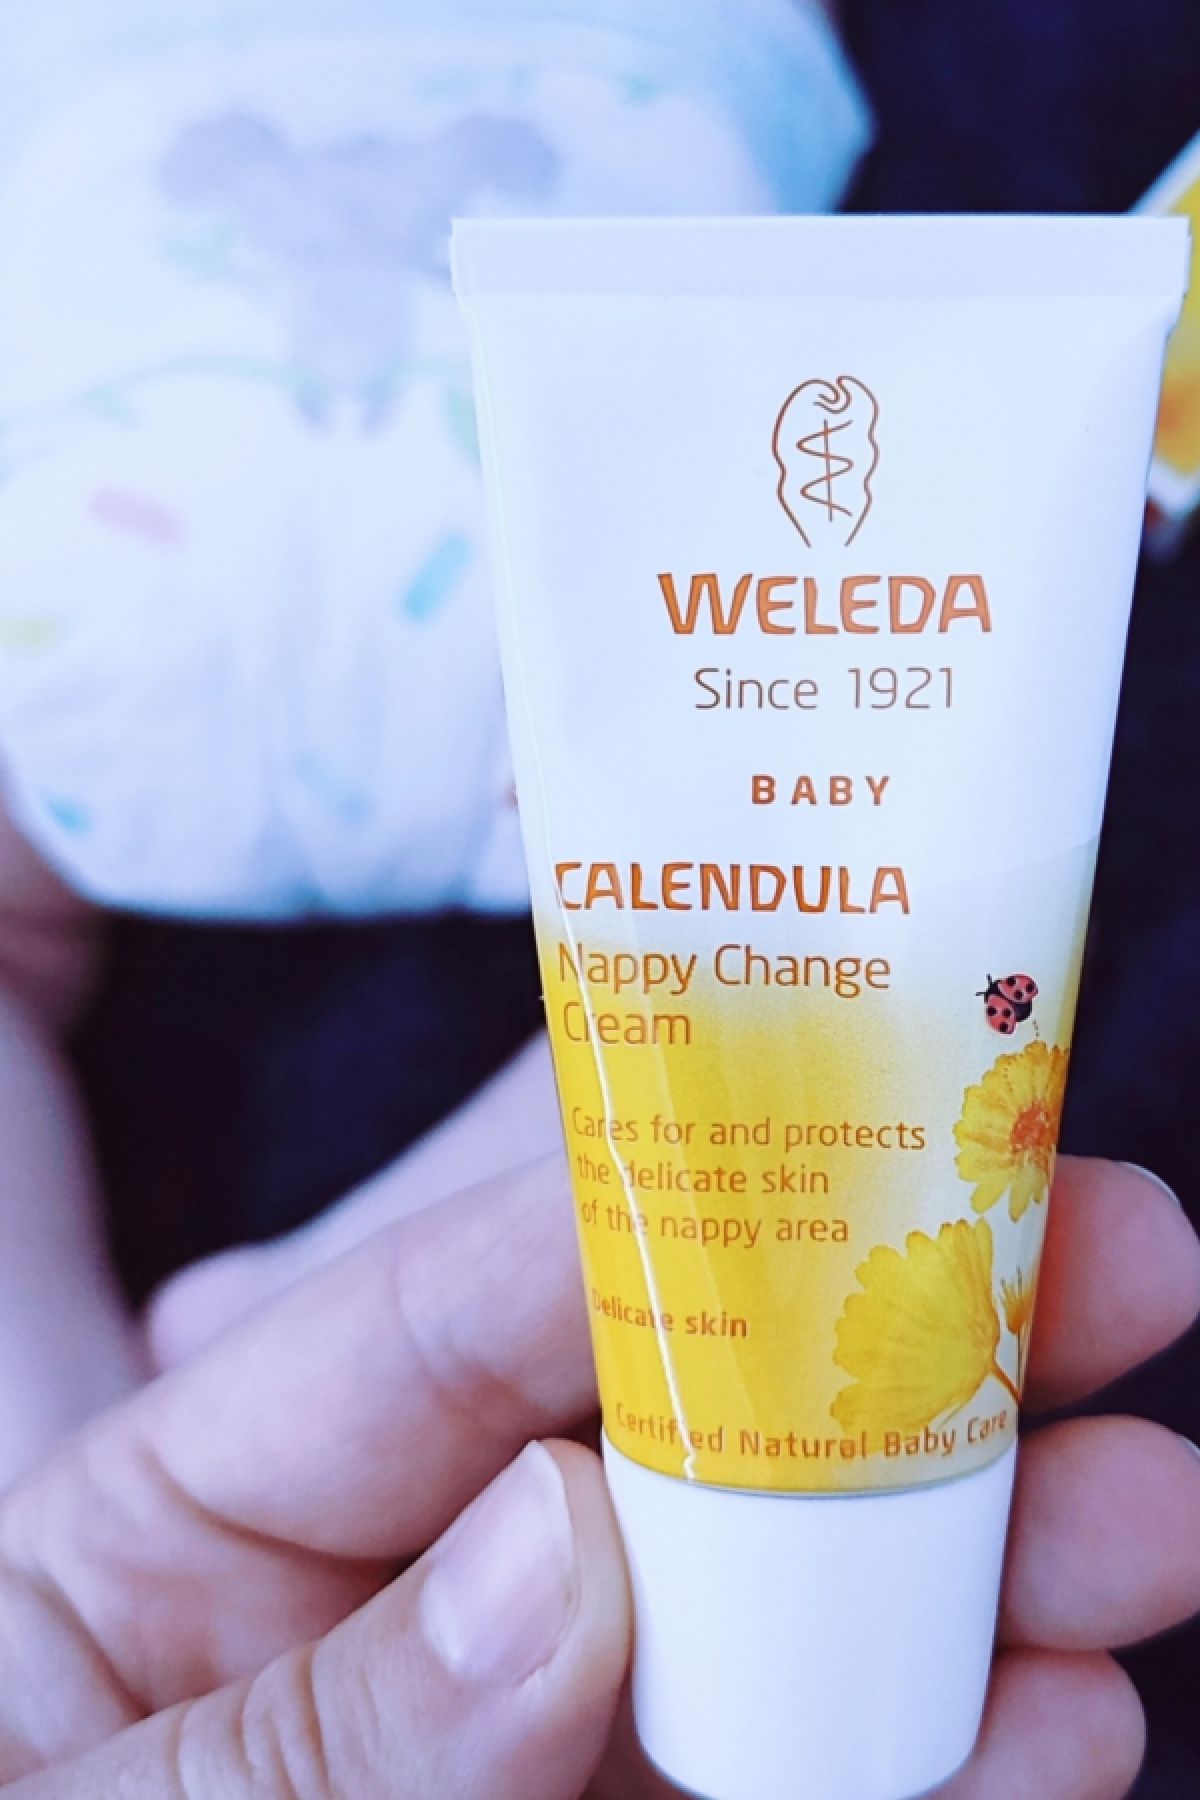 WELEDA
Since 1921
BABY
CALENDULA
Nappy Change
Cream
Cares for and protects
the delicate skin
of the nappy area
Delicate skin
Certified Natural Baby Care